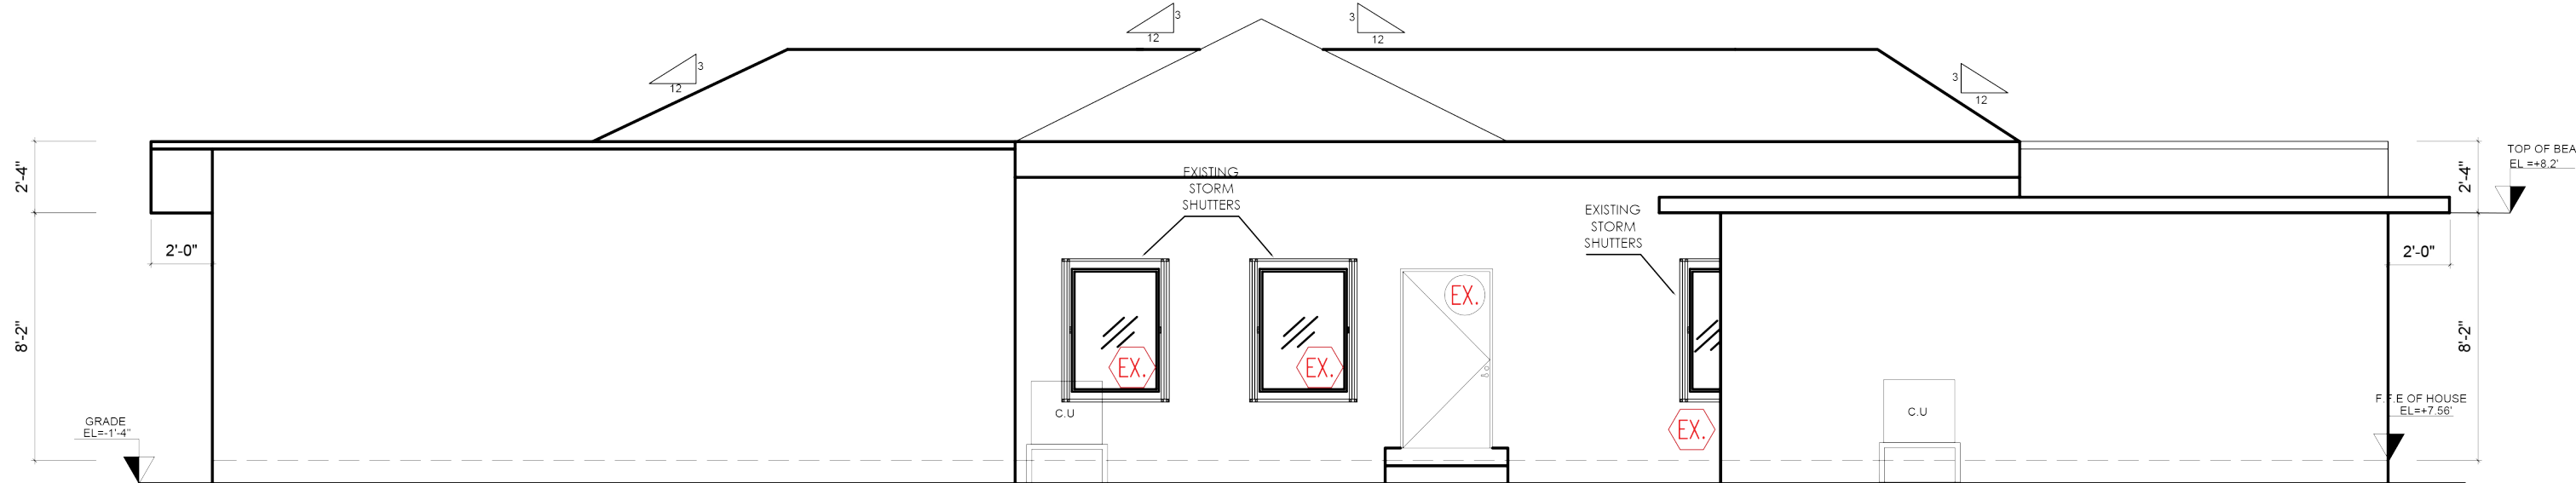 3
12
3
12
3
12
3
12
2'-4"
8'-2"
2'-0"
GRADE
EL=-1'-4"
EXISTING
STORM
SHUTTERS
EX.
EX.
C.U
EX.
EXISTING
STORM
SHUTTERS
EX.
C.U
2'-4"
TOP OF BEA
EL =+8.2'
2'-0"
8'-2"
F.F.E OF HOUSE
EL=+7.56'